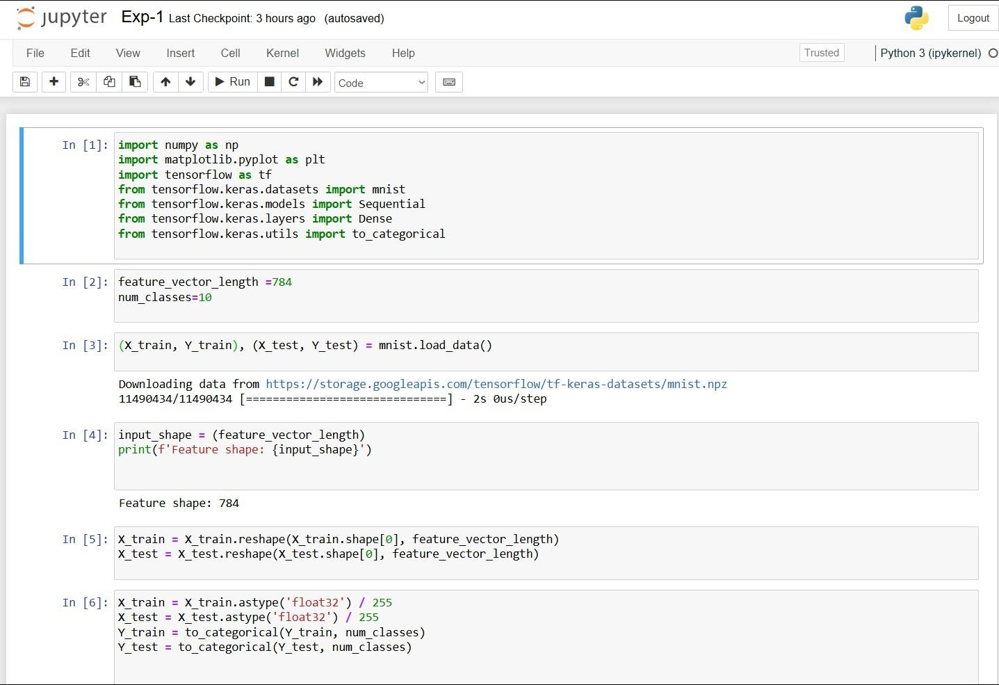 jupyter Exp-1 Last Checkpoint: 3 hours ago (autosaved)
Logout
File Edit View Insert Cell Kernel Widgets Help
Trusted
Python 3 (ipykernel)
Run
Code
In [1]:
import numpy as np
import matplotlib.pyplot as plt
import tensorflow as tf
from tensorflow.keras.datasets import mnist
from tensorflow.keras.models import Sequential
from tensorflow.keras.layers import Dense
from tensorflow.keras.utils import to_categorical
In [2]:
feature_vector_length =784
num_classes=10
In [3]:
(X_train, Y_train), (X_test, Y_test) = mnist.load_data()
Downloading data from https://storage.googleapis.com/tensorflow/tf-keras-datasets/mnist.npz
11490434/11490434 [==============================] - 2s 0us/step
In [4]:
input_shape = (feature_vector_length)
print(f'Feature shape: {input_shape}')
Feature shape: 784
In [5]:
X_train = X_train.reshape(X_train.shape[0], feature_vector_length)
X_test = X_test.reshape(X_test.shape[0], feature_vector_length)
In [6]:
X_train = X_train.astype('float32') / 255
X_test = X_test.astype('float32') / 255
Y_train = to_categorical(Y_train, num_classes)
Y_test = to_categorical(Y_test, num_classes)